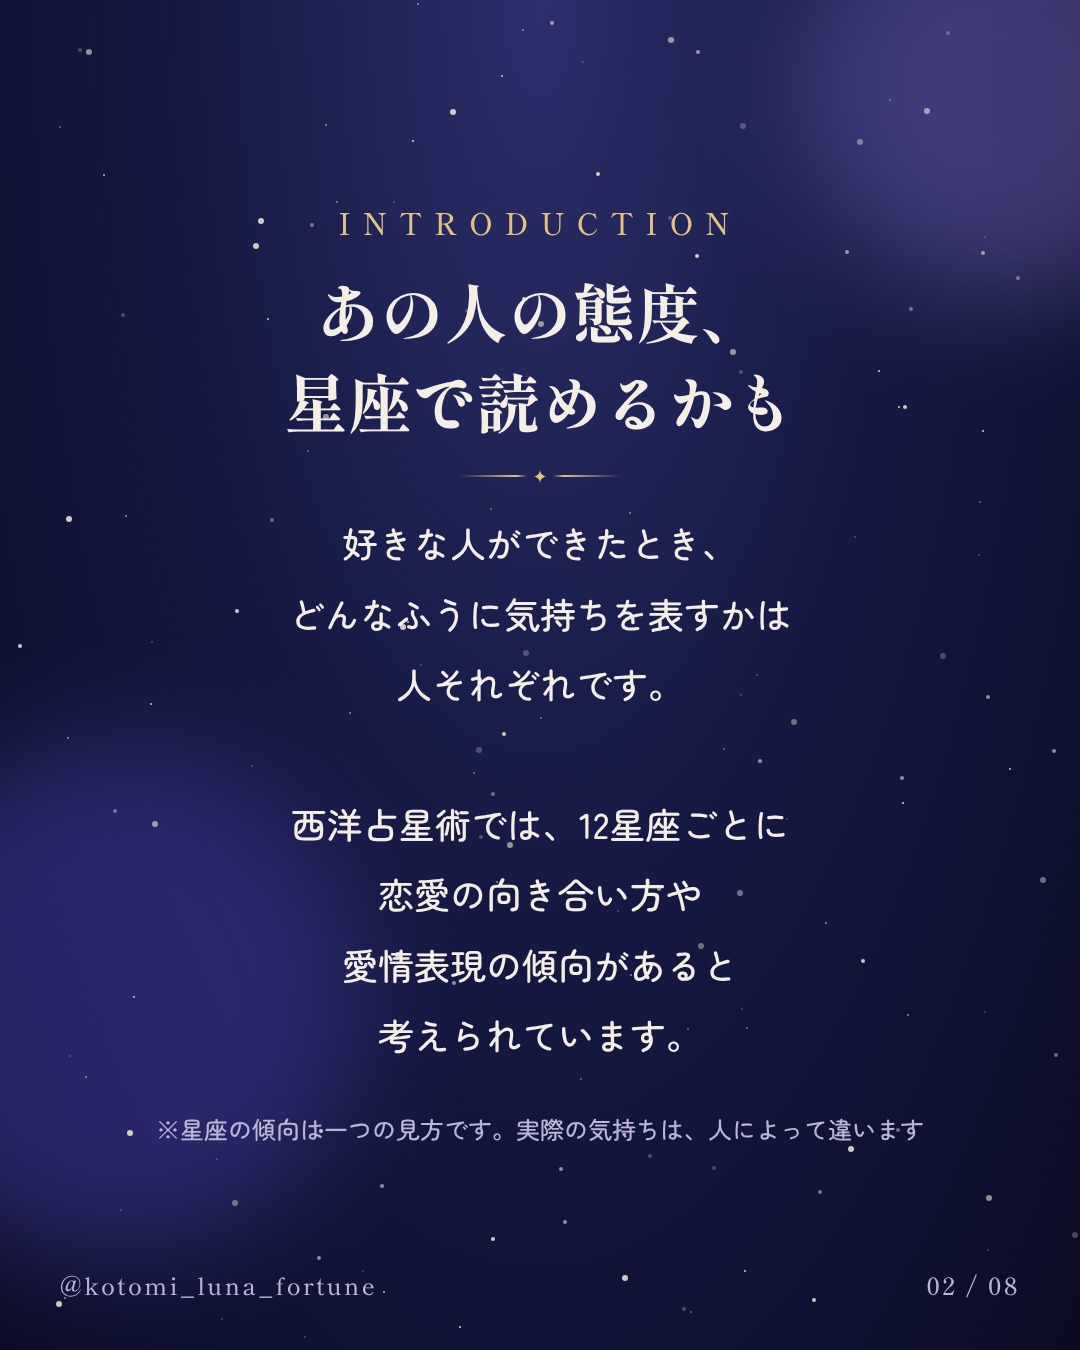 INTRODUCTION
あの人の態度、
星座で読めるかも
好きな人ができたとき、
どんなふうに気持ちを表すかは
人それぞれです。
西洋占星術では、12星座ごとに
恋愛の向き合い方や
愛情表現の傾向があると
考えられています。
※星座の傾向は一つの見方です。実際の気持ちは、人によって違います
@kotomi_luna_fortune
02 / 08